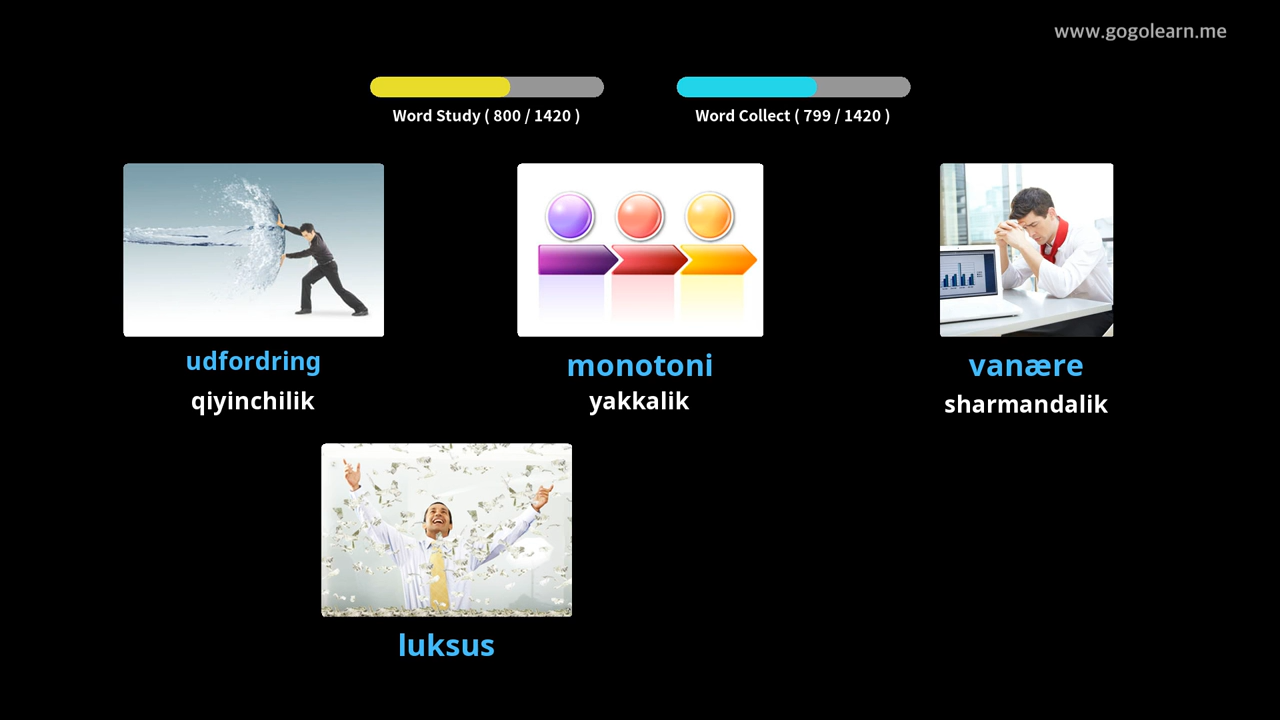 www.gogolearn.me
Word Study ( 800 / 1420 )
Word Collect ( 799 / 1420 )
udfordring
qiyinchilik
monotoni
yakkalik
vanære
sharmandalik
luksus